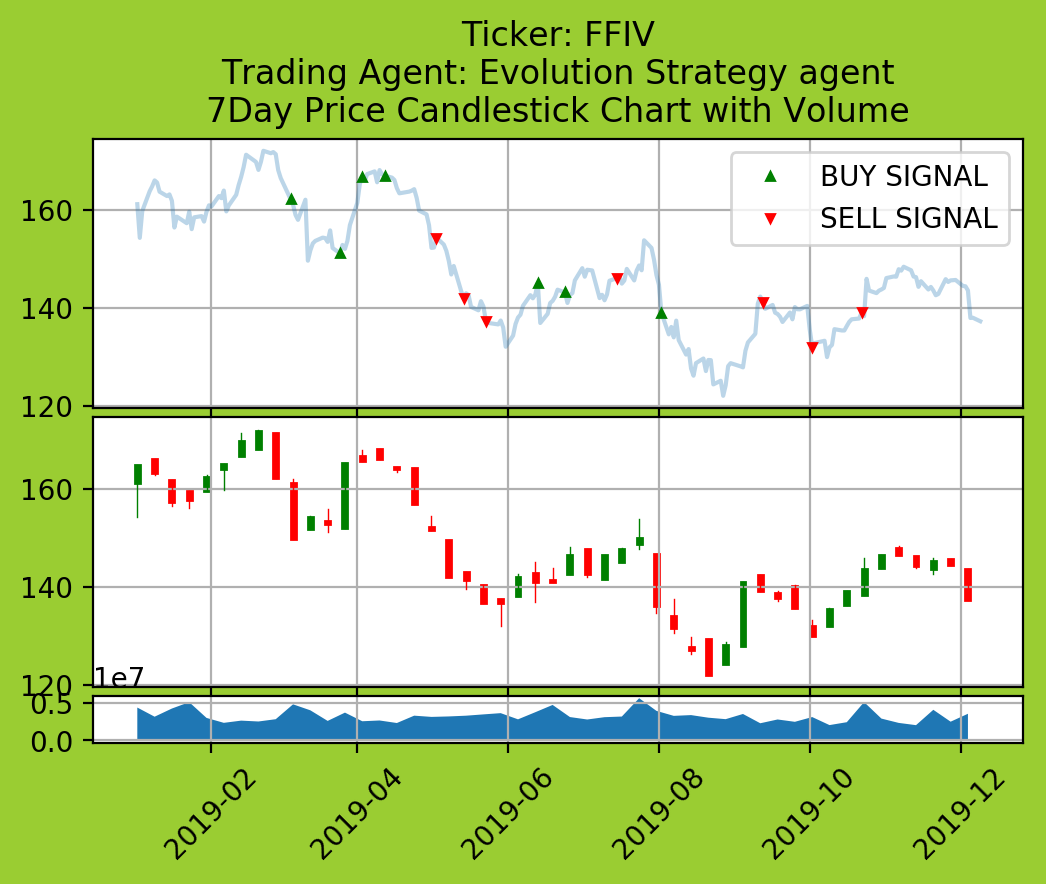 Ticker: FFIV
Trading Agent: Evolution Strategy agent
7Day Price Candlestick Chart with Volume
BUY SIGNAL
SELL SIGNAL
160
140
120
160
140
120
1e7
0.5
0.0
2019-02
2019-04
2019-06
2019-08
2019-10
2019-12